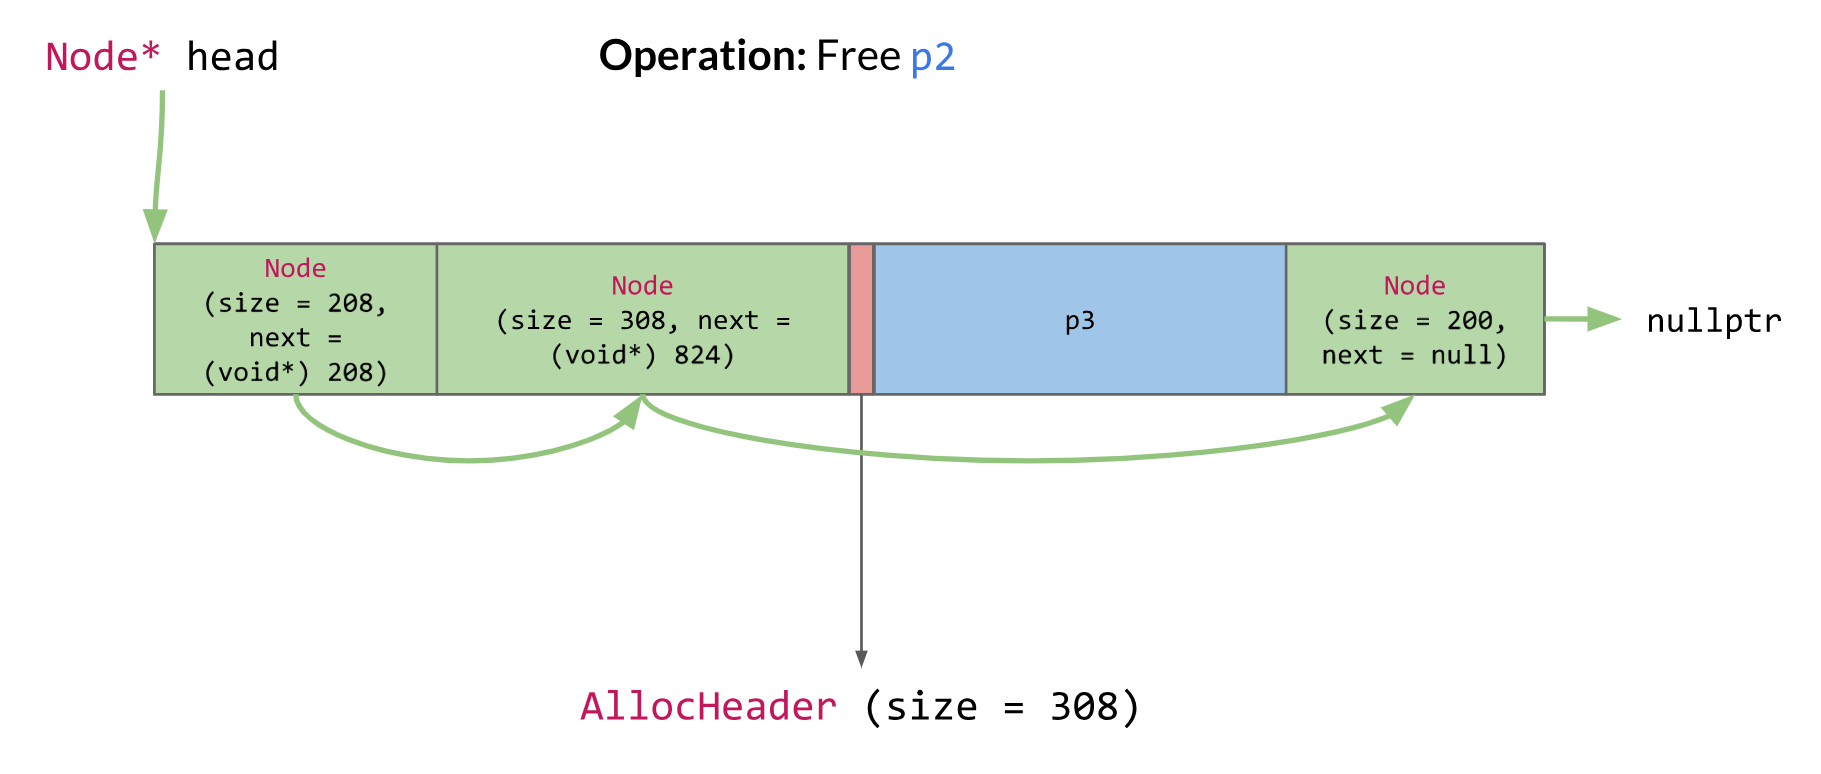 Node* head
Operation: Free p2
Node
(size = 208,
next =
(void*) 208)
Node
(size = 308, next =
(void*) 824)
p3
Node
(size = 200,
next = null)
nullptr
AllocHeader (size = 308)